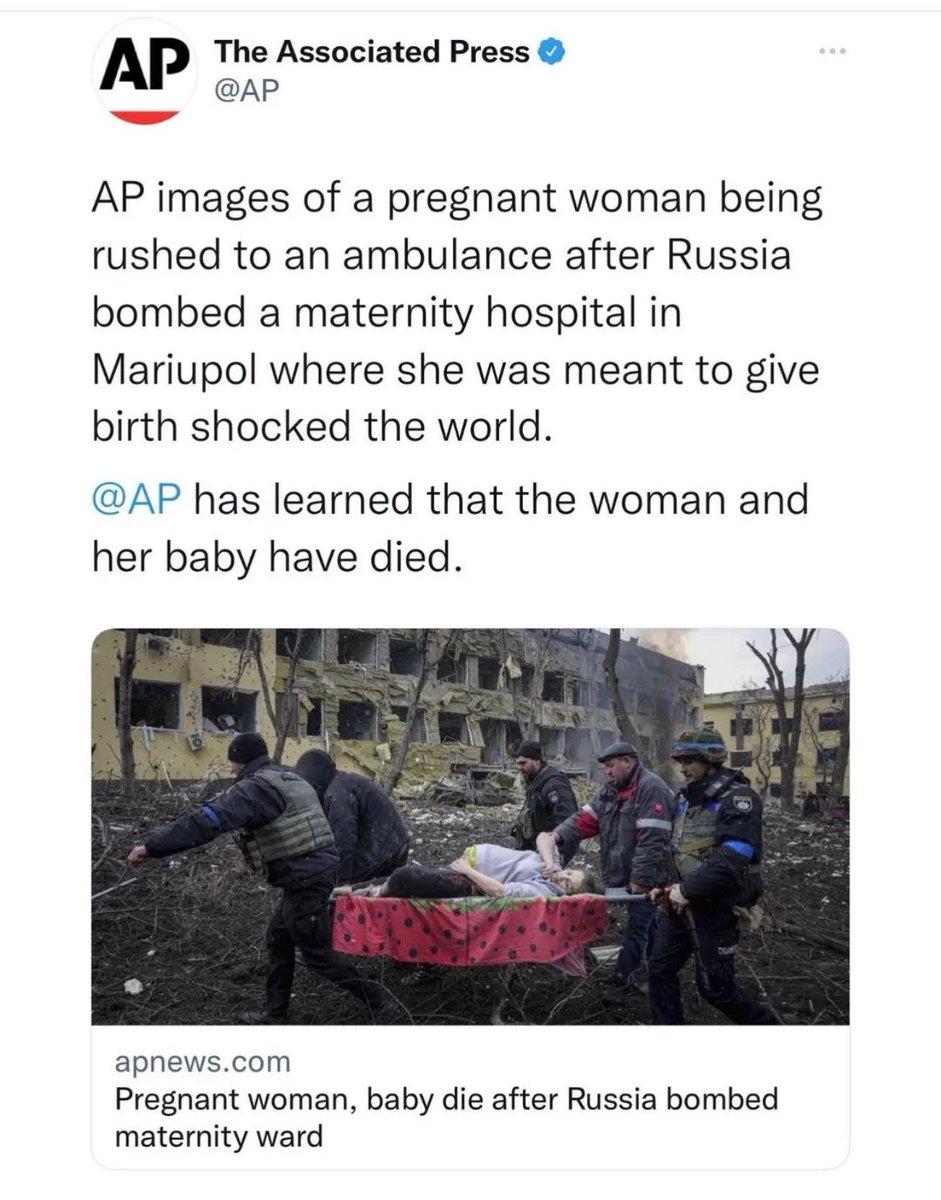 AP
The Associated Press
@AP
AP images of a pregnant woman being
rushed to an ambulance after Russia
bombed a maternity hospital in
Mariupol where she was meant to give
birth shocked the world.
@AP has learned that the woman and
her baby have died.
apnews.com
Pregnant woman, baby die after Russia bombed
maternity ward